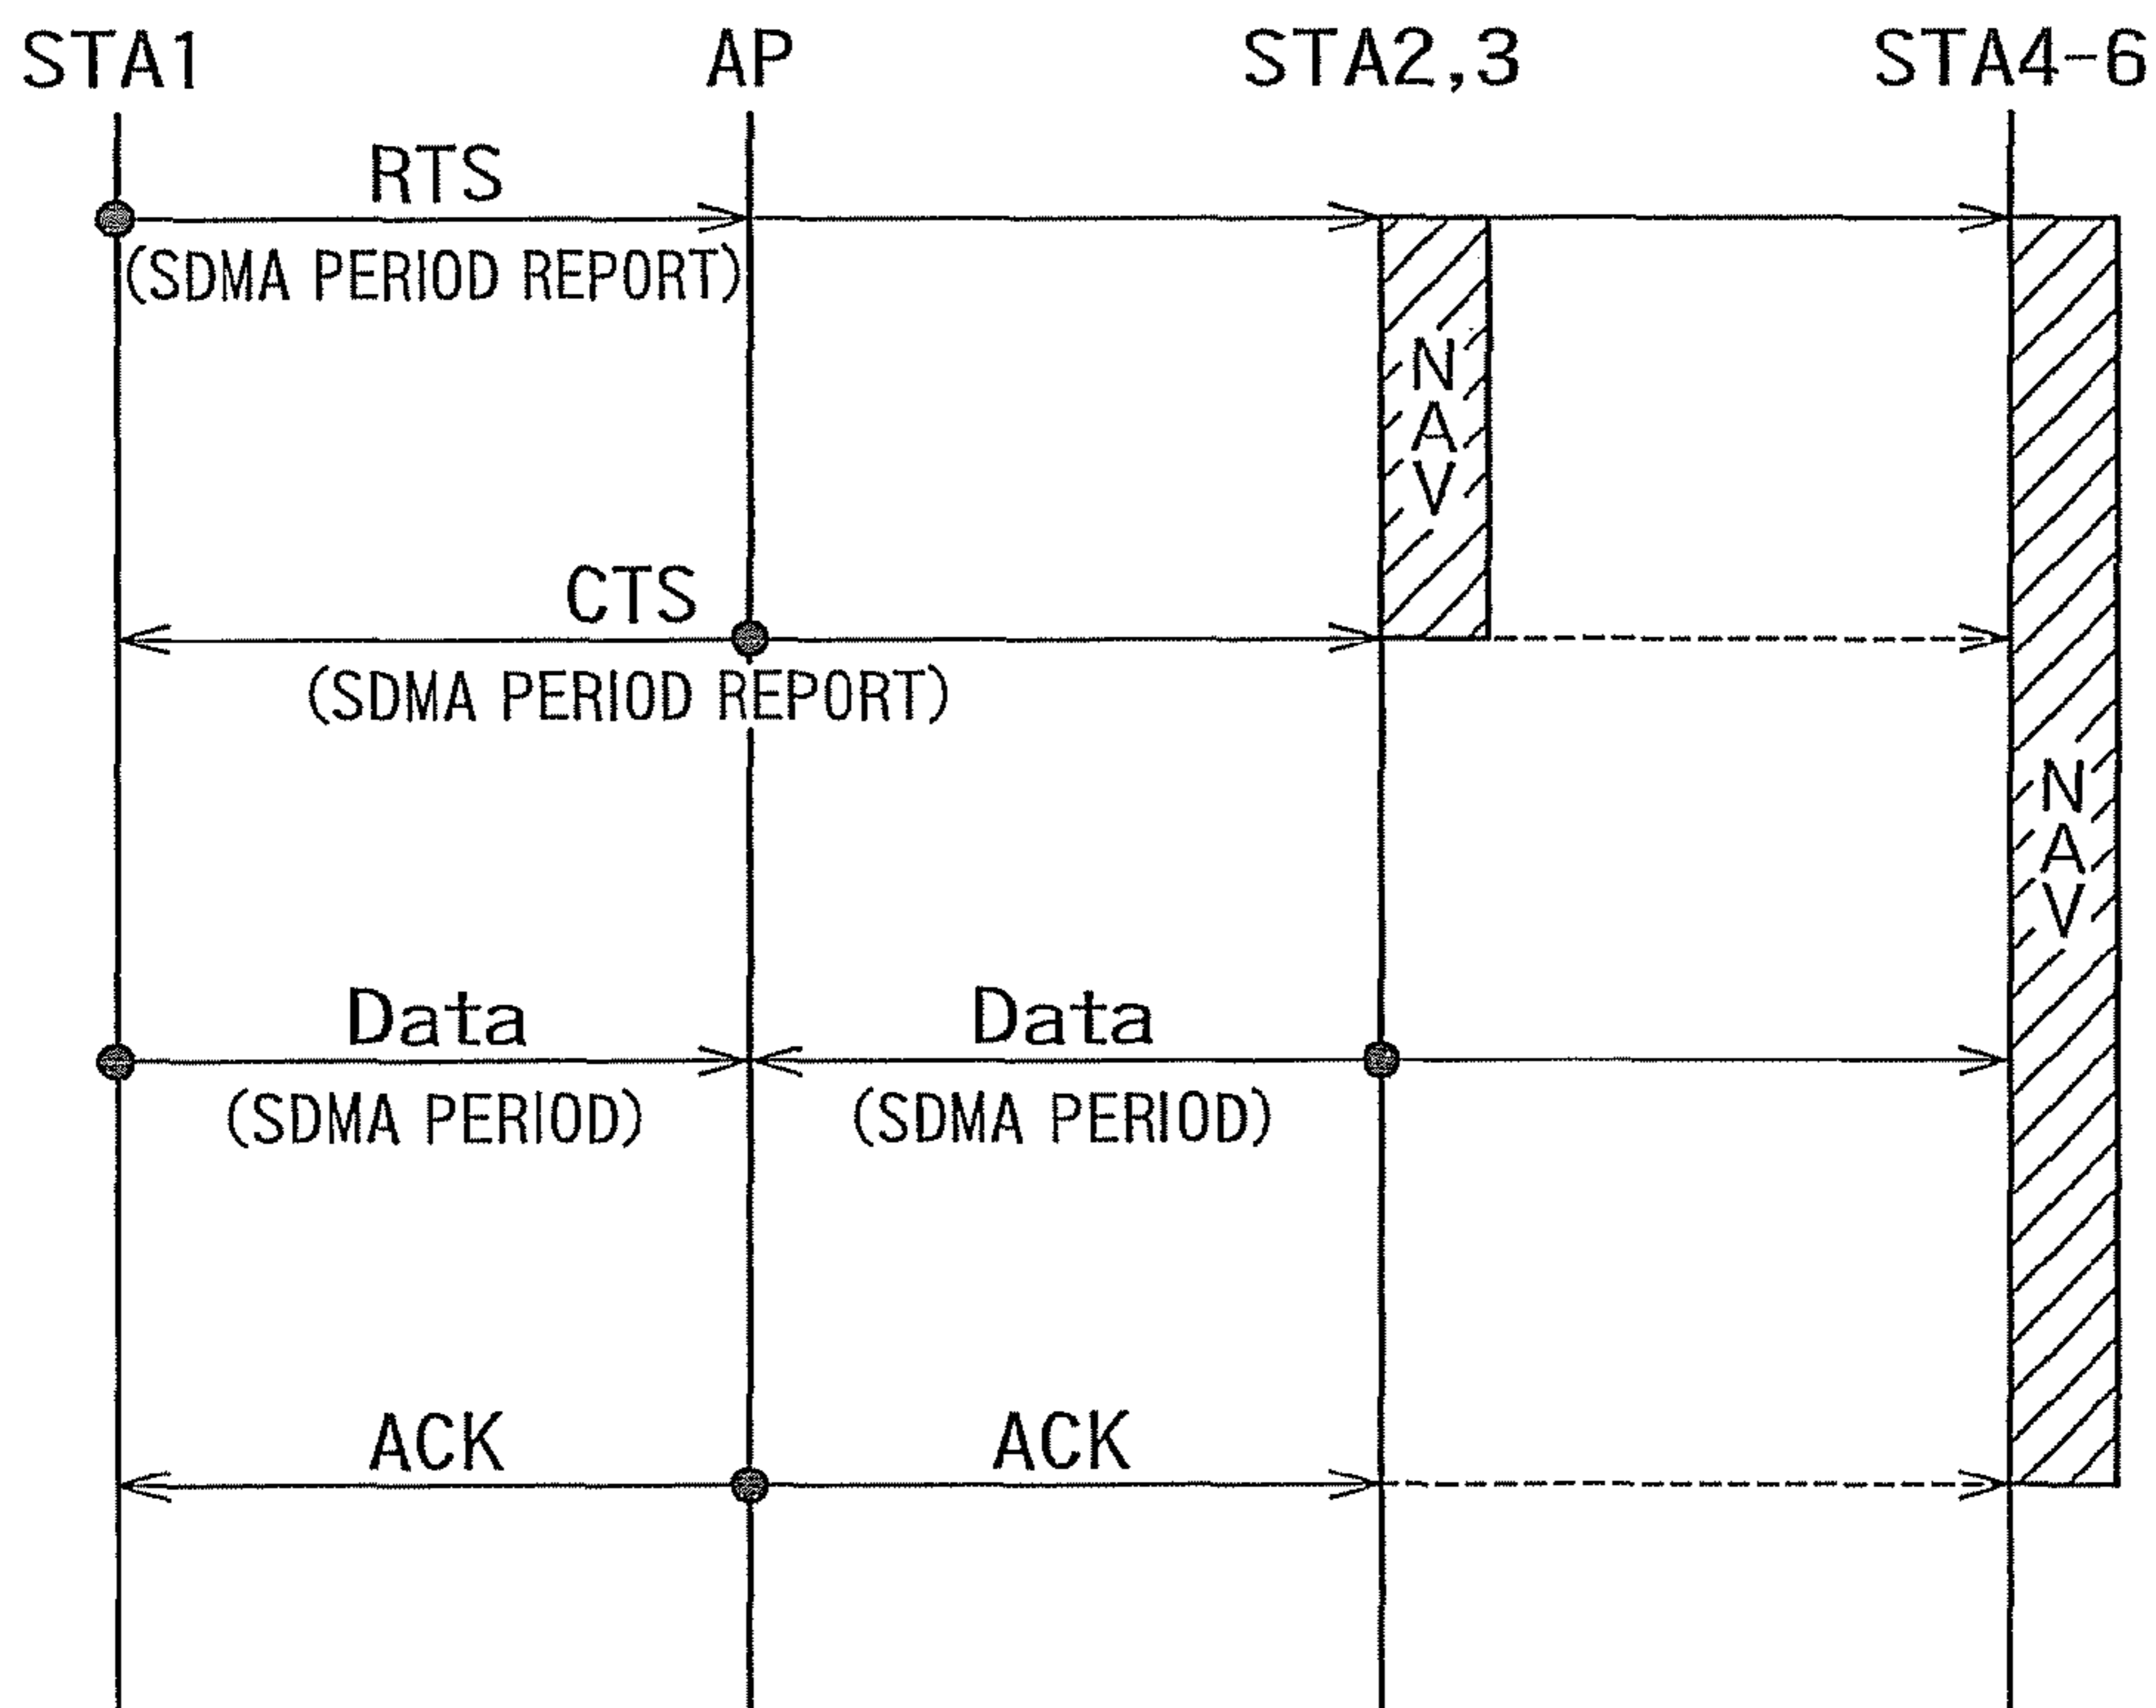 STA1
AP
STA2,3
STA4-6
RTS
(SDMA PERIOD REPORT)
NAV
CTS
(SDMA PERIOD REPORT)
NAV
Data
Data
(SDMA PERIOD)
(SDMA PERIOD)
ACK
ACK